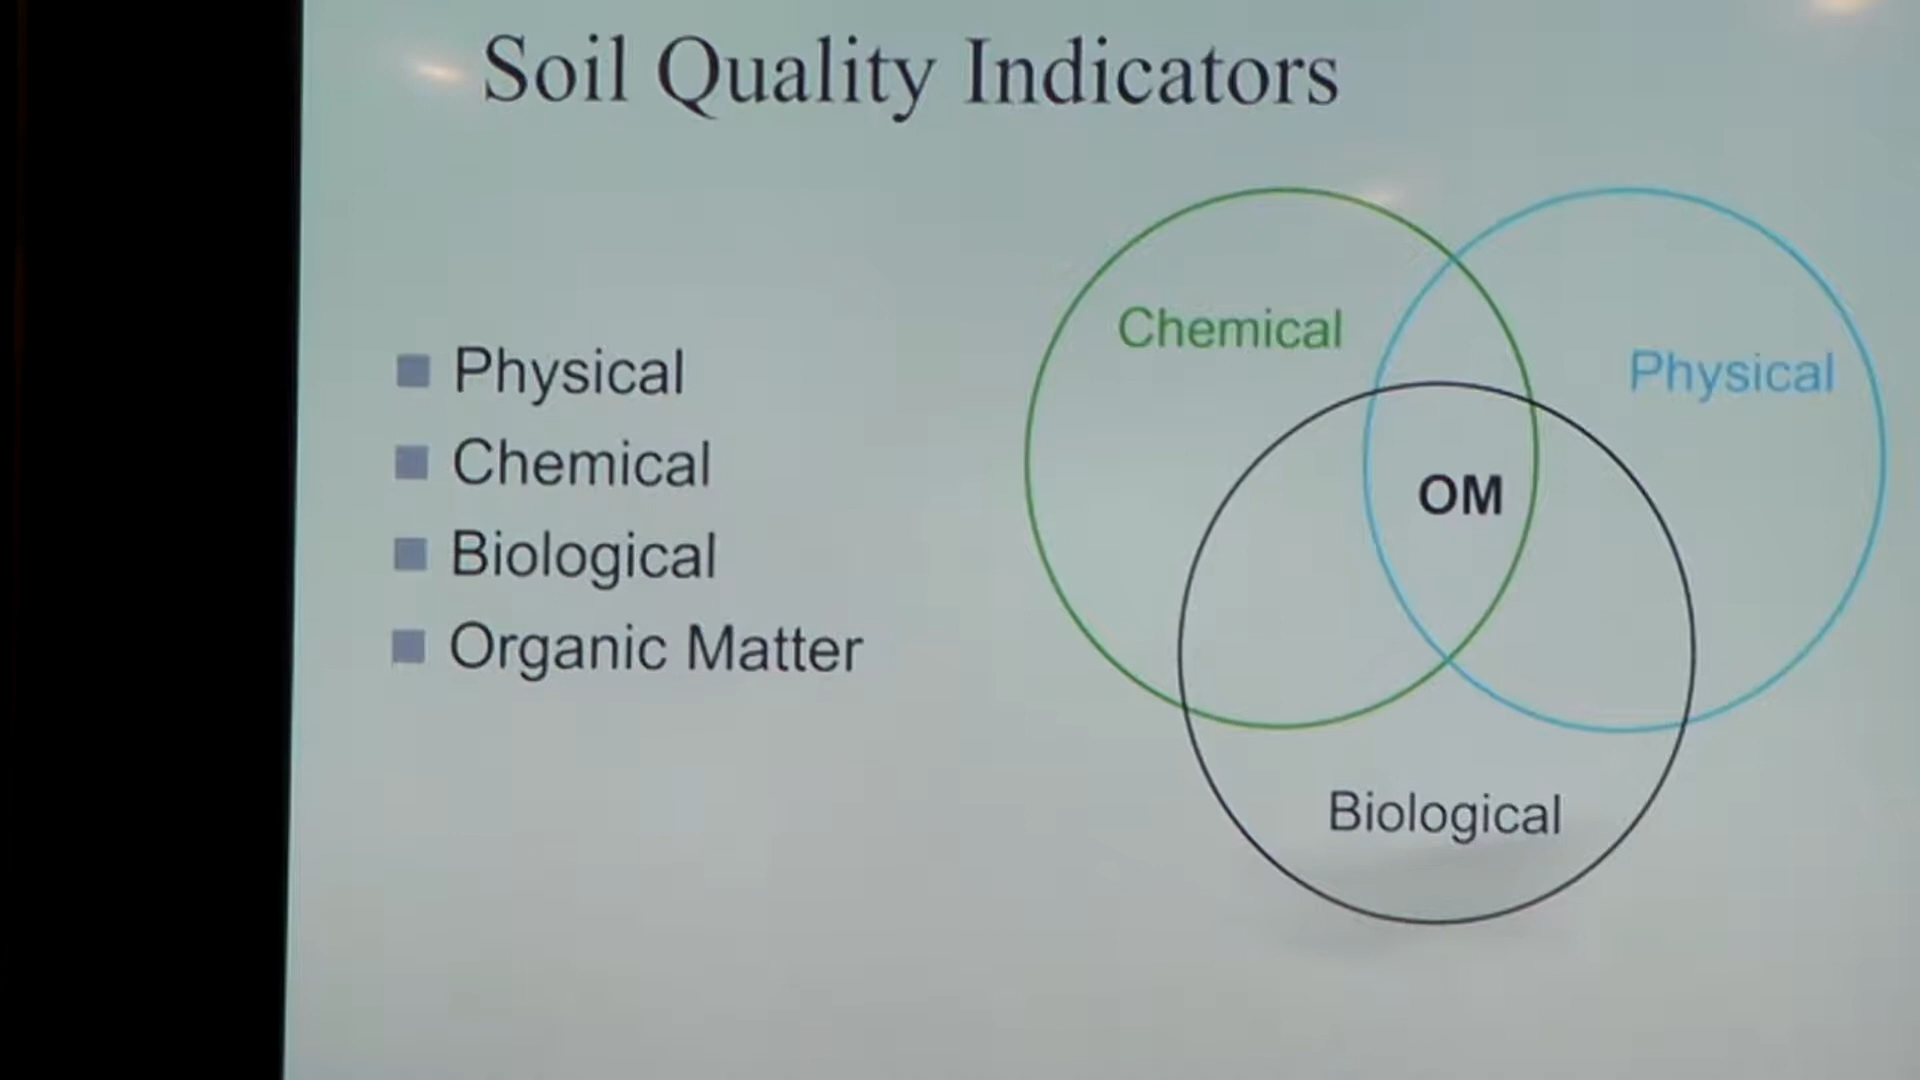 Soil Quality Indicators
Physical
Chemical
Biological
Organic Matter
Chemical
Physical
OM
Biological